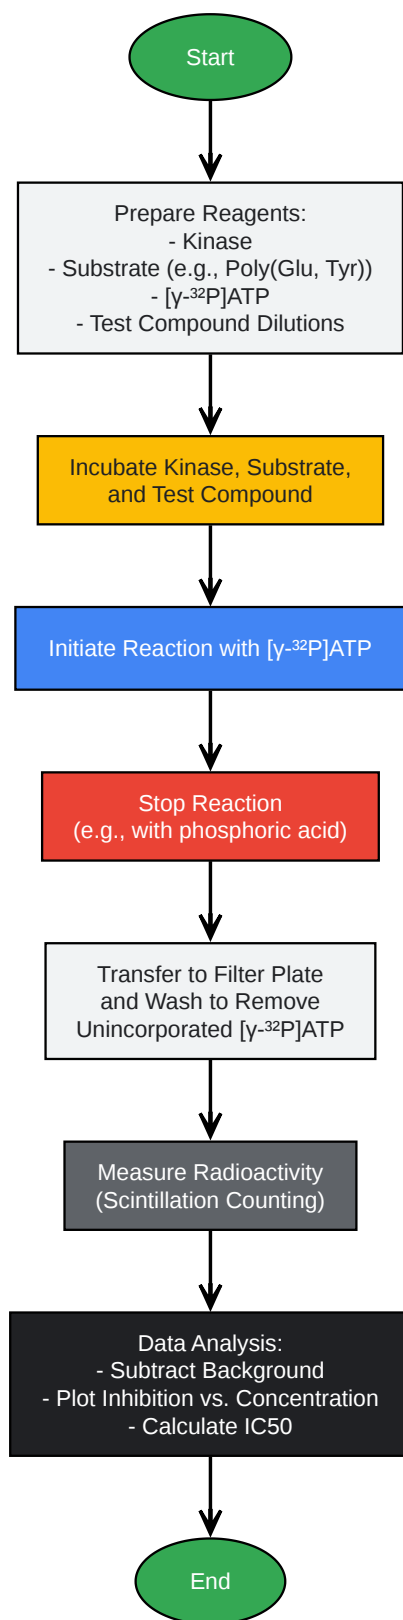 Start
Prepare Reagents:
- Kinase
- Substrate (e.g., Poly(Glu, Tyr))
- [γ-³²P]ATP
- Test Compound Dilutions
Incubate Kinase, Substrate,
and Test Compound
Initiate Reaction with [γ-³²P]ATP
Stop Reaction
(e.g., with phosphoric acid)
Transfer to Filter Plate
and Wash to Remove
Unincorporated [γ-³²P]ATP
Measure Radioactivity
(Scintillation Counting)
Data Analysis:
- Subtract Background
- Plot Inhibition vs. Concentration
- Calculate IC50
End